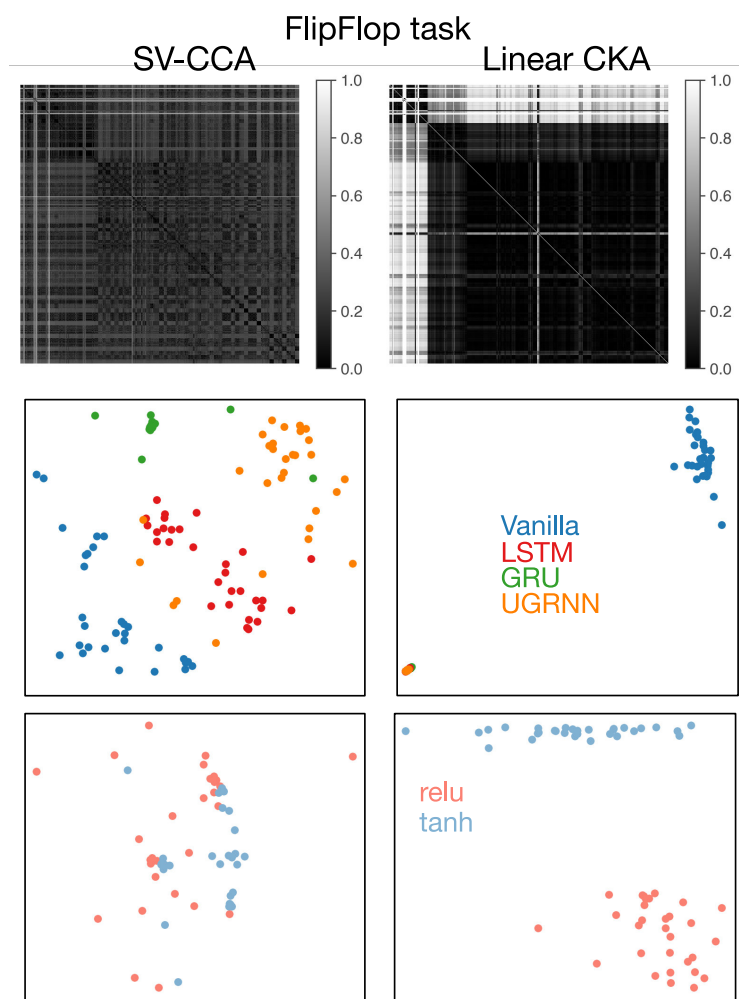 FlipFlop task
SV-CCA
Linear CKA
1.0
0.8
0.6
0.4
0.2
0.0
1.0
0.8
0.6
0.4
0.2
0.0
Vanilla
LSTM
GRU
UGRNN
relu
tanh